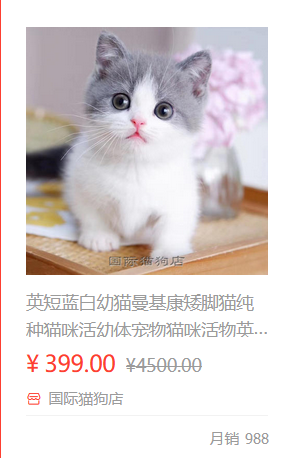 国际猫狗店
英短蓝白幼猫曼基康矮脚猫纯
种猫咪活幼体宠物猫咪活物英...
¥ 399.00 ¥4500.00
国际猫狗店
月销 988